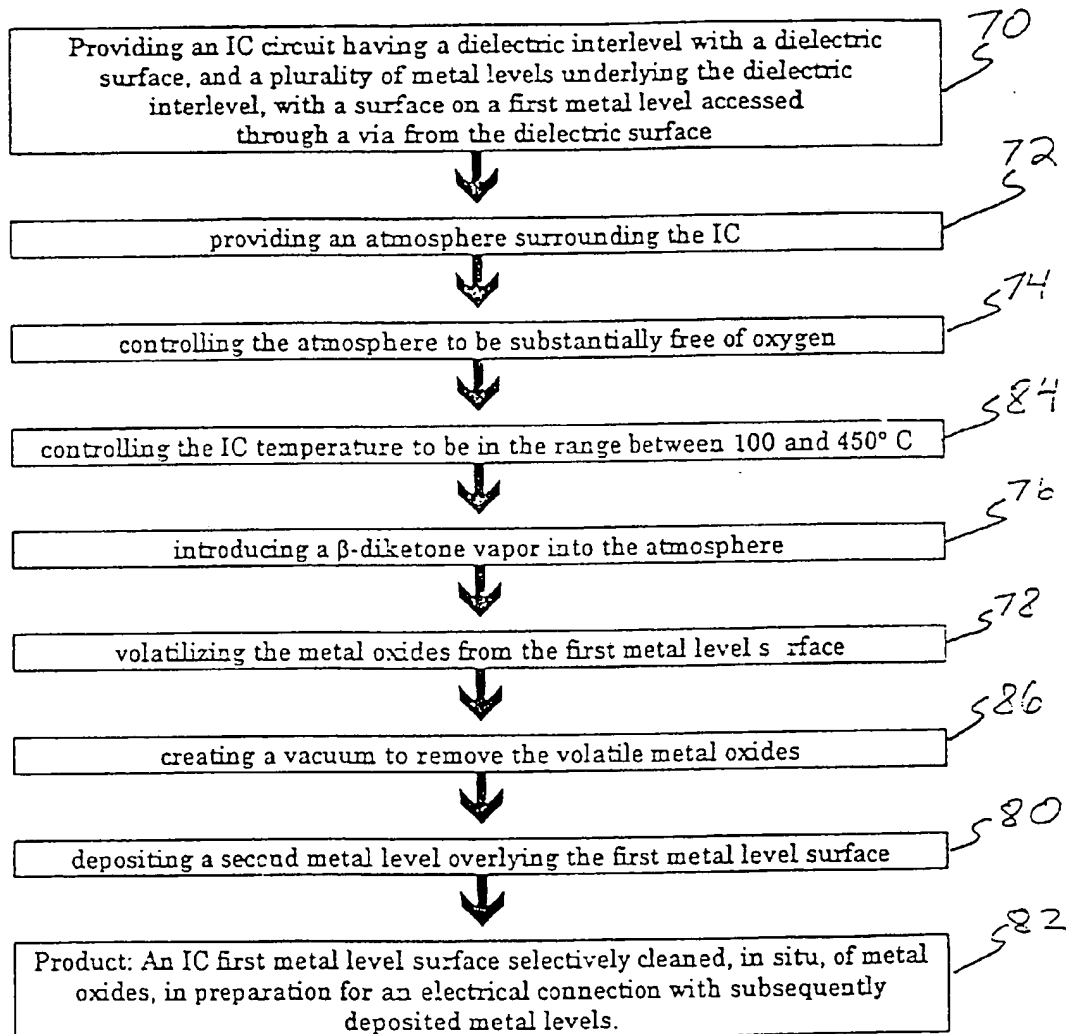 70
Providing an IC circuit having a dielectric interlevel with a dielectric
surface, and a plurality of metal levels underlying the dielectric
interlevel, with a surface on a first metal level accessed
through a via from the dielectric surface
72
providing an atmosphere surrounding the IC
74
controlling the atmosphere to be substantially free of oxygen
84
controlling the IC temperature to be in the range between 100 and 450° C
76
introducing a β-diketone vapor into the atmosphere
78
volatilizing the metal oxides from the first metal level s rface
86
creating a vacuum to remove the volatile metal oxides
80
depositing a second metal level overlying the first metal level surface
82
Product: An IC first metal level surface selectively cleaned, in situ, of metal
oxides, in preparation for an electrical connection with subsequently
deposited metal levels.